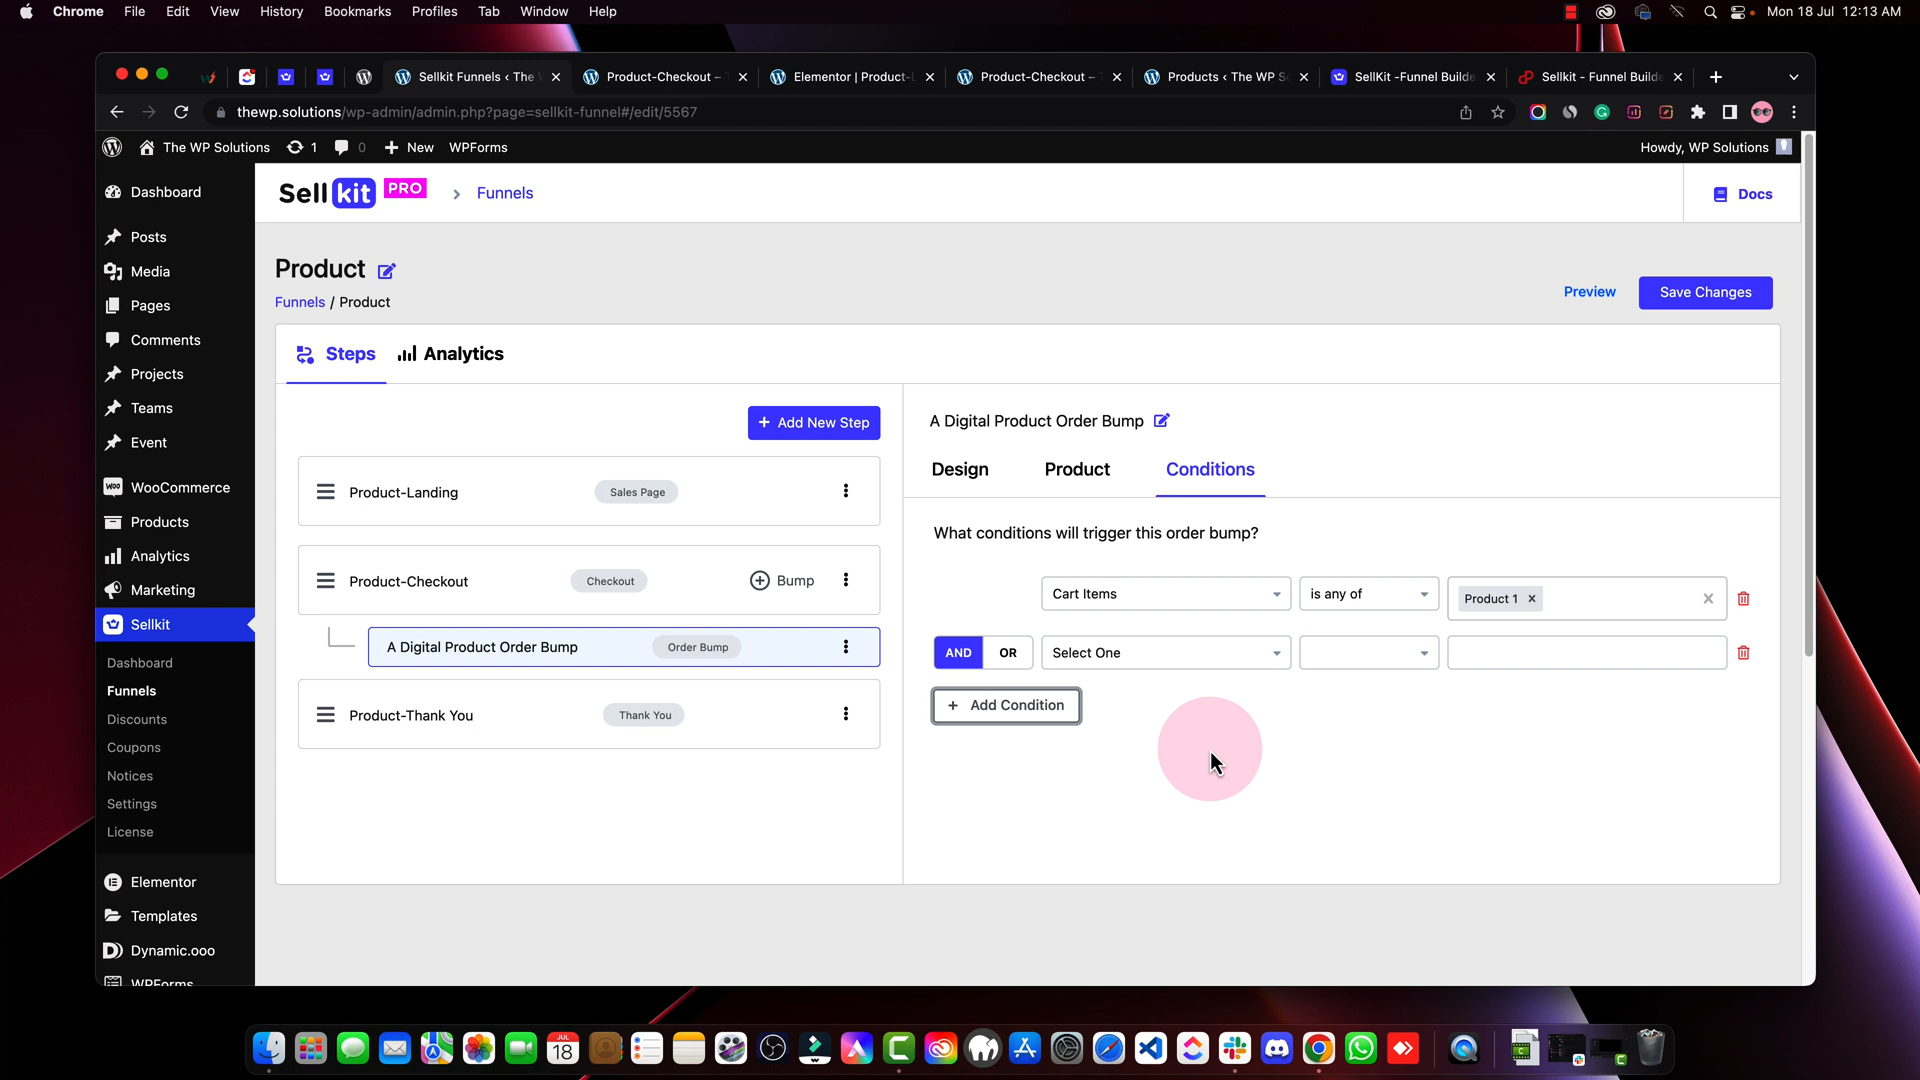 Chrome File Edit View History Bookmarks Profiles Tab Window Help Mon 18 Jul 12:13 AM
Sellkit Funnels ‹ The Product-Checkout – Elementor | Product- Product-Checkout – Products ‹ The WP S SellKit -Funnel Builde Sellkit - Funnel Builde
thewp.solutions/wp-admin/admin.php?page=sellkit-funnel#/edit/5567
The WP Solutions 1 0 New WPForms Howdy, WP Solutions
Sellkit PRO › Funnels Docs
Dashboard
Posts
Media
Pages
Comments
Projects
Teams
Event
WooCommerce
Products
Analytics
Marketing
Sellkit
Dashboard
Funnels
Discounts
Coupons
Notices
Settings
License
Elementor
Templates
Dynamic.ooo
WPForms
Product
Funnels / Product
Preview Save Changes
Steps Analytics
+ Add New Step
Product-Landing Sales Page
Product-Checkout Checkout Bump
A Digital Product Order Bump Order Bump
Product-Thank You Thank You
A Digital Product Order Bump
Design Product Conditions
What conditions will trigger this order bump?
Cart Items is any of Product 1 ×
AND OR Select One
+ Add Condition
JUL
18